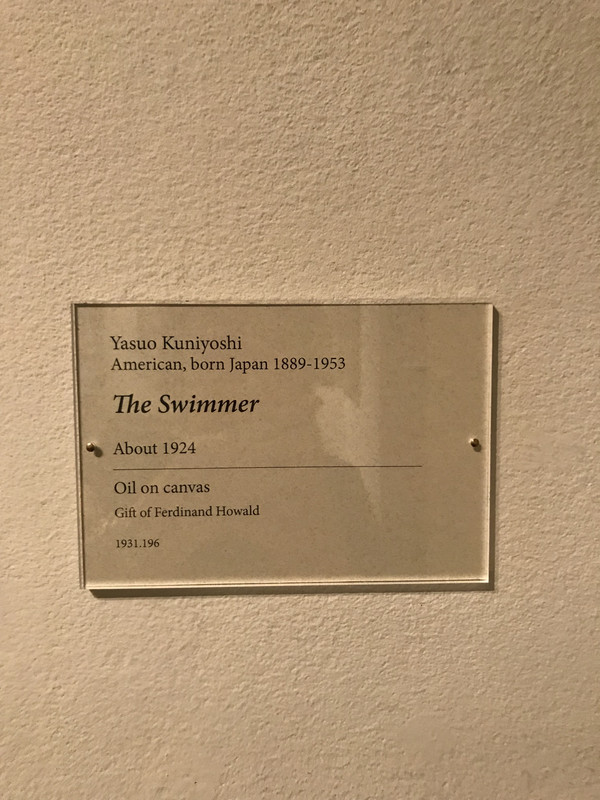 Yasuo Kuniyoshi
American, born Japan 1889-1953
The Swimmer
About 1924
Oil on canvas
Gift of Ferdinand Howald
1931.196